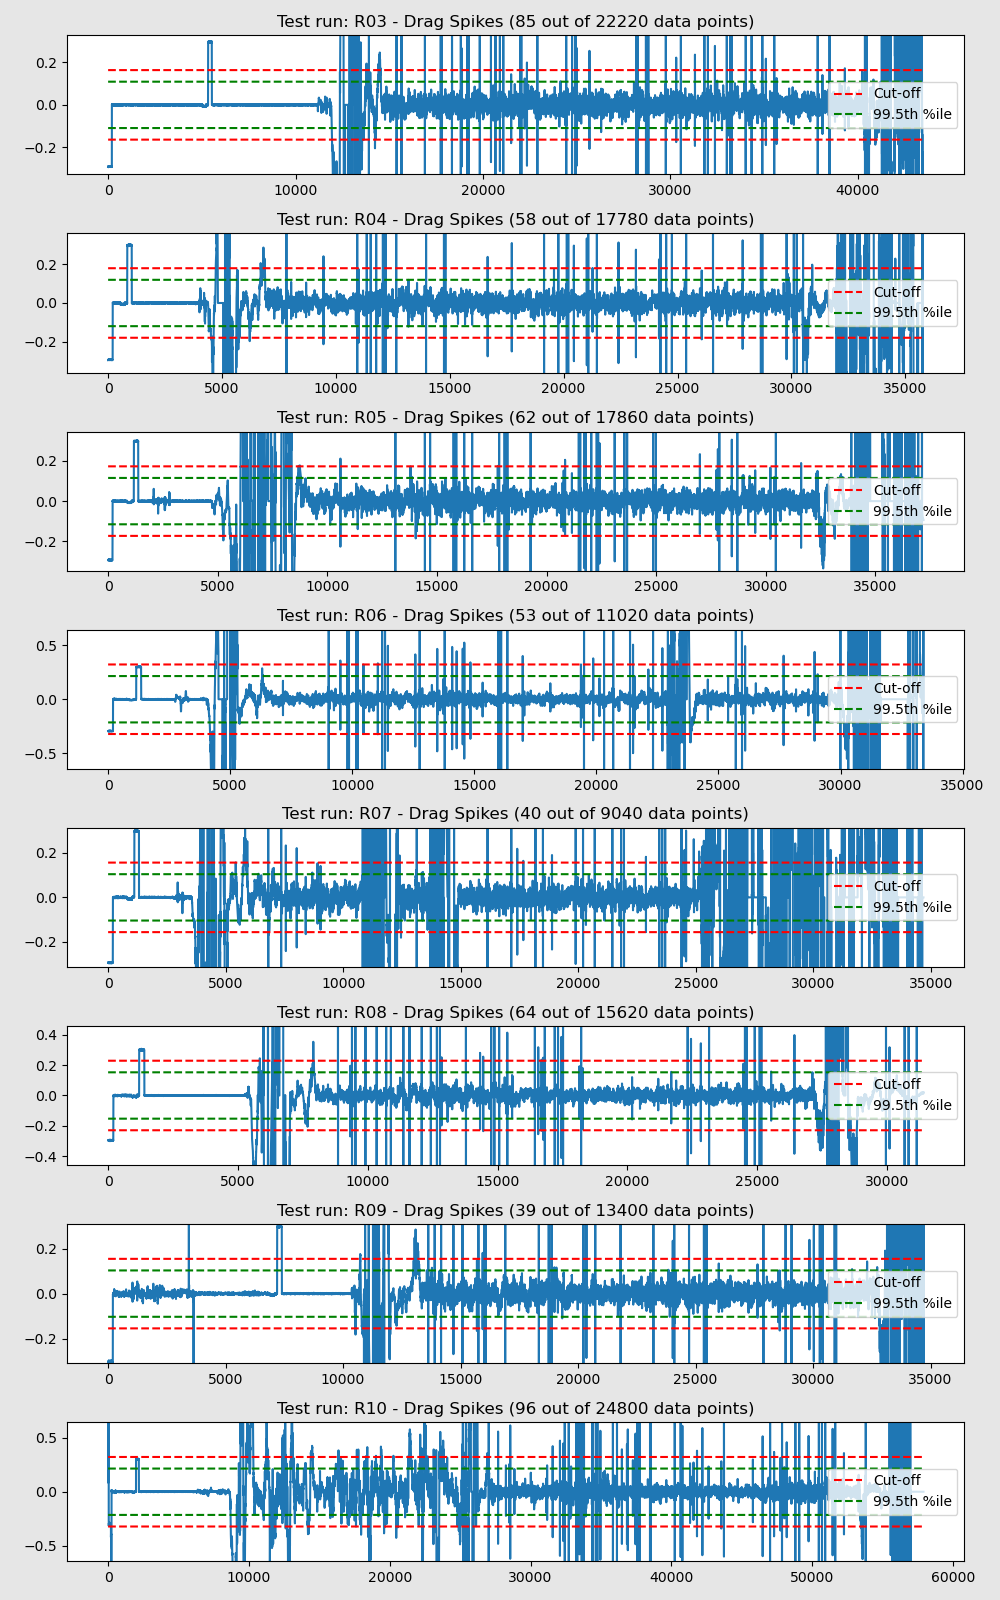 Test run: R03 - Drag Spikes (85 out of 22220 data points)
0.2
0.0
−0.2
Cut-off
99.5th %ile
0 10000 20000 30000 40000
Test run: R04 - Drag Spikes (58 out of 17780 data points)
0.2
0.0
−0.2
Cut-off
99.5th %ile
0 5000 10000 15000 20000 25000 30000 35000
Test run: R05 - Drag Spikes (62 out of 17860 data points)
0.2
0.0
−0.2
Cut-off
99.5th %ile
0 5000 10000 15000 20000 25000 30000 35000
Test run: R06 - Drag Spikes (53 out of 11020 data points)
0.5
0.0
−0.5
Cut-off
99.5th %ile
0 5000 10000 15000 20000 25000 30000 35000
Test run: R07 - Drag Spikes (40 out of 9040 data points)
0.2
0.0
−0.2
Cut-off
99.5th %ile
0 5000 10000 15000 20000 25000 30000 35000
Test run: R08 - Drag Spikes (64 out of 15620 data points)
0.4
0.2
0.0
−0.2
−0.4
Cut-off
99.5th %ile
0 5000 10000 15000 20000 25000 30000
Test run: R09 - Drag Spikes (39 out of 13400 data points)
0.2
0.0
−0.2
Cut-off
99.5th %ile
0 5000 10000 15000 20000 25000 30000 35000
Test run: R10 - Drag Spikes (96 out of 24800 data points)
0.5
0.0
−0.5
Cut-off
99.5th %ile
0 10000 20000 30000 40000 50000 60000